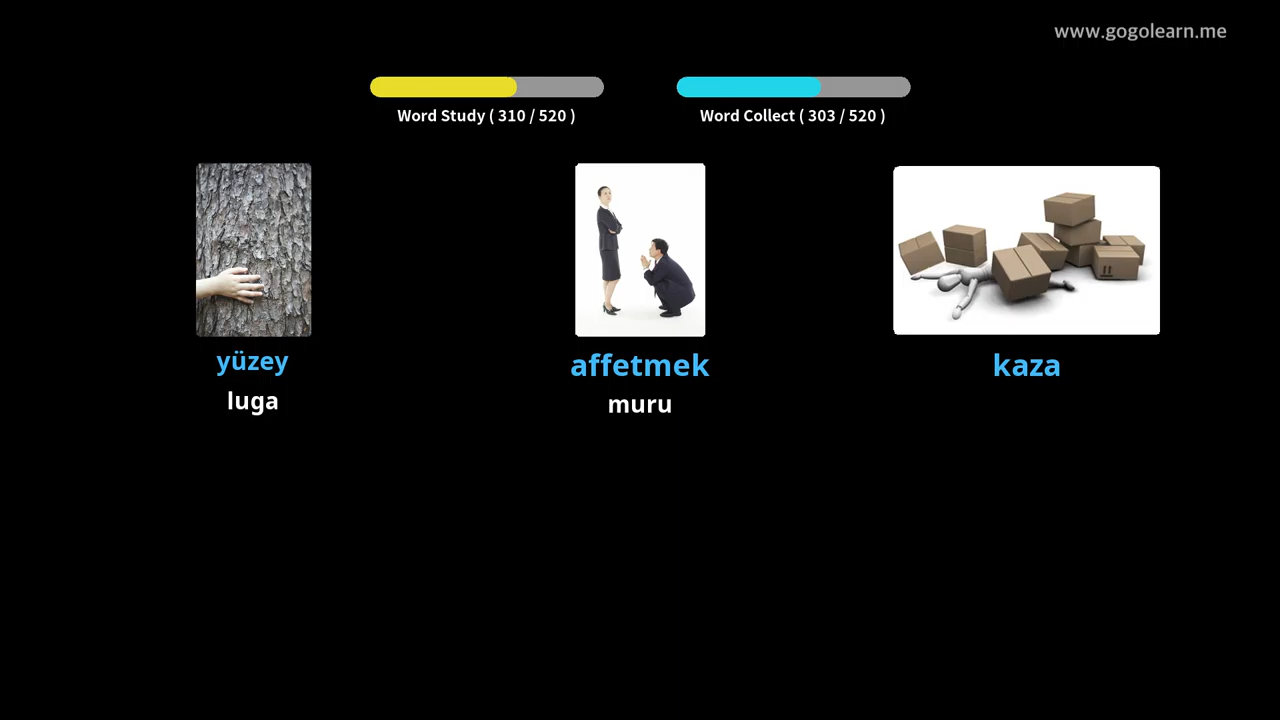 www.gogolearn.me
Word Study ( 310 / 520 )
Word Collect ( 303 / 520 )
yüzey
luga
affetmek
muru
kaza